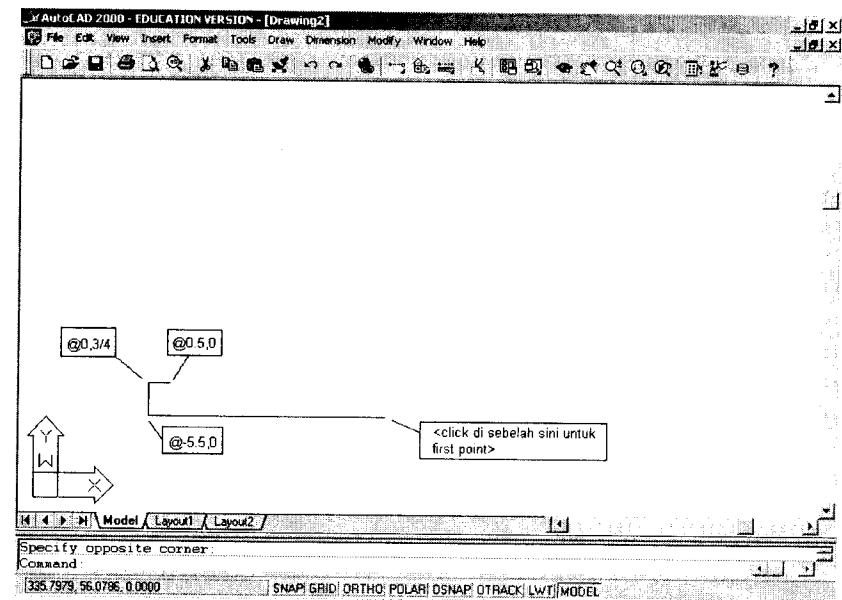 AutoCAD 2000 - EDUCATION VERSION - [Drawing2]
File Edit View Insert Format Tools Draw Dimension Modify Window Help
@0,3/4
@0.5,0
@-5.5,0
<click di sebelah sini untuk
first point>
Y
W
X
Model Layout1 Layout2
Specify opposite corner:
Command:
335.7979, 56.0786, 0.0000 SNAP GRID ORTHO POLAR OSNAP OTRACK LWT MODEL